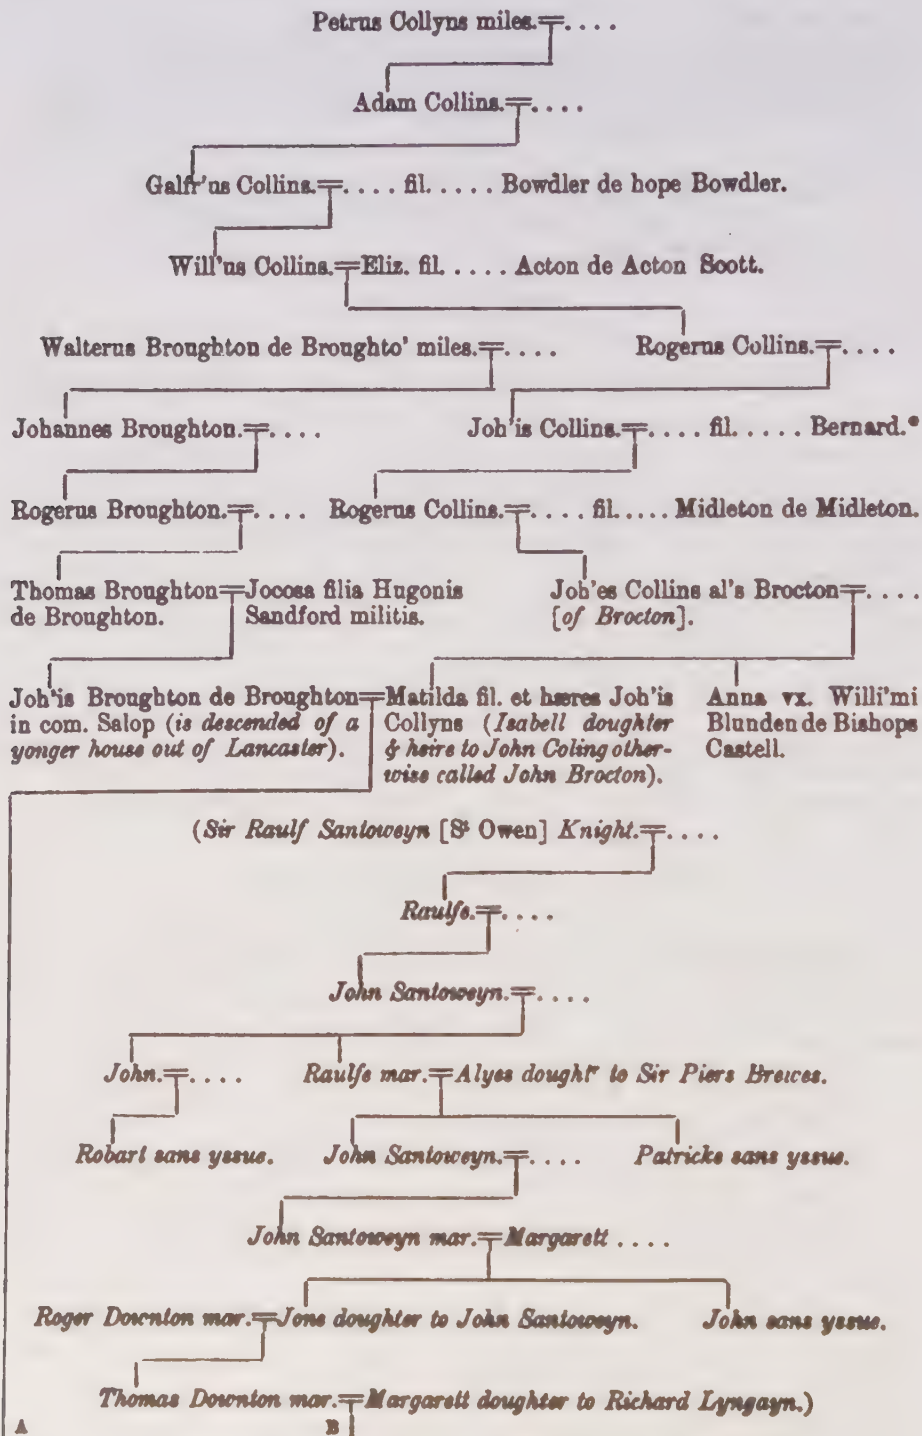 Petrus Collyns miles.=. . . .
Adam Collins.=. . . .
Galfr'us Collins.=. . . . fil. . . . . Bowdler de hope Bowdler.
Will'us Collins.=Eliz. fil. . . . . Acton de Acton Scott.
Walterus Broughton de Broughto' miles.=. . . . Rogerus Collins.=. . . .
Johannes Broughton.=. . . . Joh'is Collins.=. . . . fil. . . . . Bernard.*
Rogerus Broughton.=. . . . Rogerus Collins.=. . . . fil. . . . . Midleton de Midleton.
Thomas Broughton=Jocosa filia Hugonis Joh'es Collins al's Brocton=. . . .
de Broughton. Sandford militis. [of Brocton].
Joh'is Broughton de Broughton=Matilda fil. et hæres Joh'is Anna vx. Willi'mi
in com. Salop (is descended of a Collyns (Isabell doughter Blunden de Bishops
yonger house out of Lancaster). & heire to John Coling other- Castell.
wise called John Brocton).
(Sir Raulf Santoweyn [St Owen] Knight.=. . . .
Raulfe.=. . . .
John Santoweyn.=. . . .
John.=. . . . Raulfe mar.=Alyes dought^r to Sir Piers Brewes.
Robart sans yssue. John Santoweyn.=. . . . Patricke sans yssue.
John Santoweyn mar.=Margarett . . . .
Roger Downton mar.=Jone doughter to John Santoweyn. John sans yssue.
Thomas Downton mar.=Margarett doughter to Richard Lyngayn.)
A B